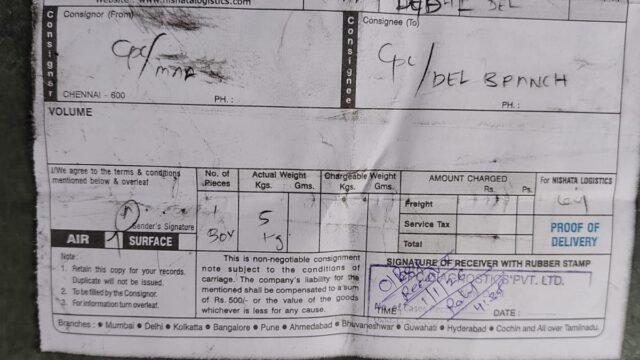 www.nishatalogistics.com
DEL
Consignor (From)
Consignee (To)
Consignor
Consignee
CPC/MAA
CPC/DEL BRANCH
CHENNAI - 600
PH. :
PH. :
VOLUME
I/We agree to the terms & conditions
mentioned below & overleaf
Sender's Signature
No. of
Pieces
Actual Weight
Kgs. Gms.
Chargeable Weight
Kgs. Gms.
AMOUNT CHARGED
Rs. Ps.
For NISHATA LOGISTICS
1
BOX
5
kg
Freight
Service Tax
Total
PROOF OF
DELIVERY
AIR
SURFACE
Note :
1. Retain this copy for your records.
Duplicate will not be issued.
2. To be filled by the Consignor.
3. For information turn overleaf.
This is non-negotiable consignment
note subject to the conditions of
carriage. The company's liability for the
mentioned shall be compensated by a sum
of Rs. 500/- or the value of the goods
whichever is less for any cause.
SIGNATURE OF RECEIVER WITH RUBBER STAMP
PVT. LTD.
TIME
DATE :
Branches : • Mumbai • Delhi • Kolkatta • Bangalore • Pune • Ahmedabad • Bhuvaneshwar • Guwahati • Hyderabad • Cochin and All over Tamilnadu.